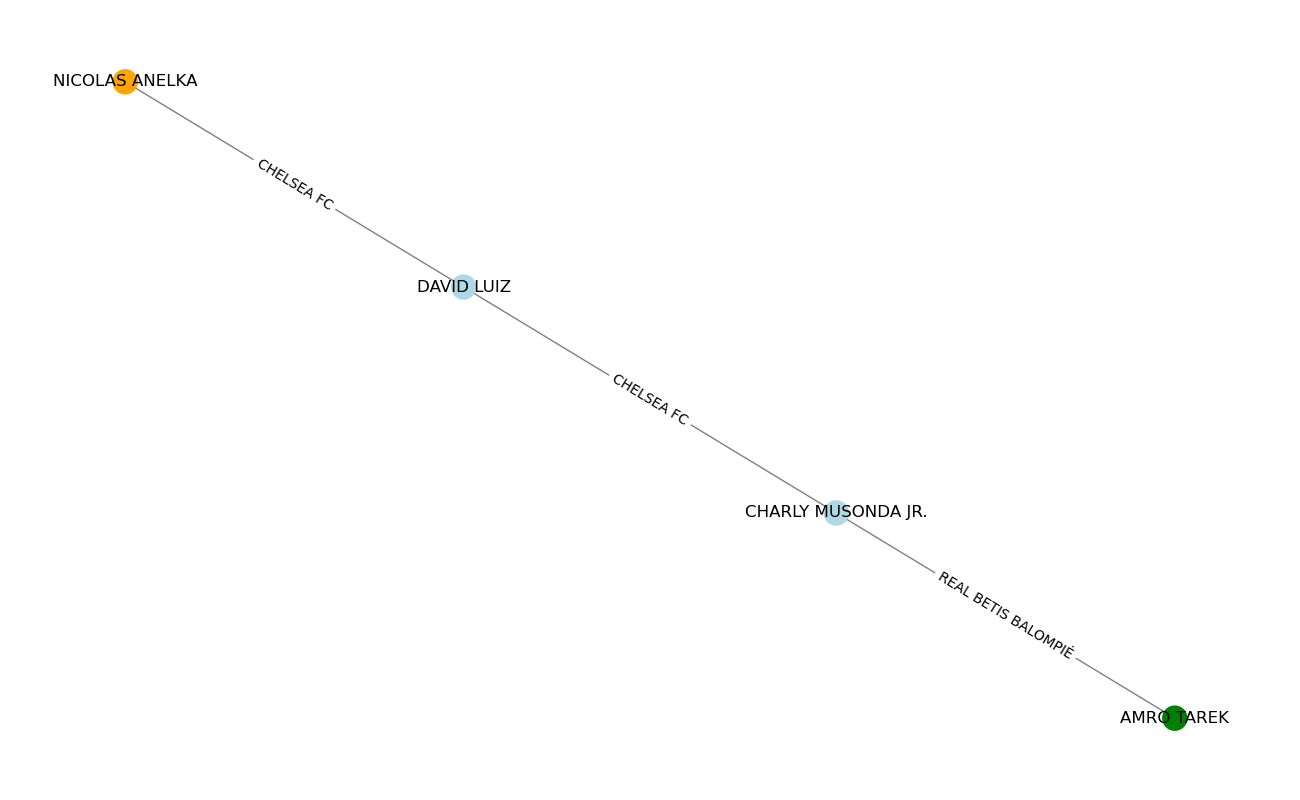 NICOLAS ANELKA
CHELSEA FC
DAVID LUIZ
CHELSEA FC
CHARLY MUSONDA JR.
REAL BETIS BALOMPIÉ
AMRO TAREK